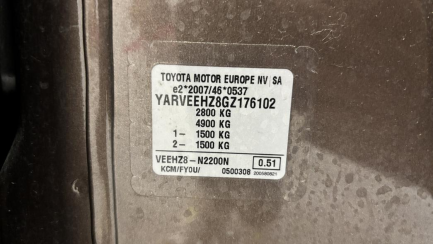 TOYOTA MOTOR EUROPE NV/SA
e2*2007/46*0537
YARVEEHZ8GZ176102
2800 KG
4900 KG
1- 1500 KG
2- 1500 KG
VEEHZ8-N2200N 0.51
KCM/FY0U/ 0500308